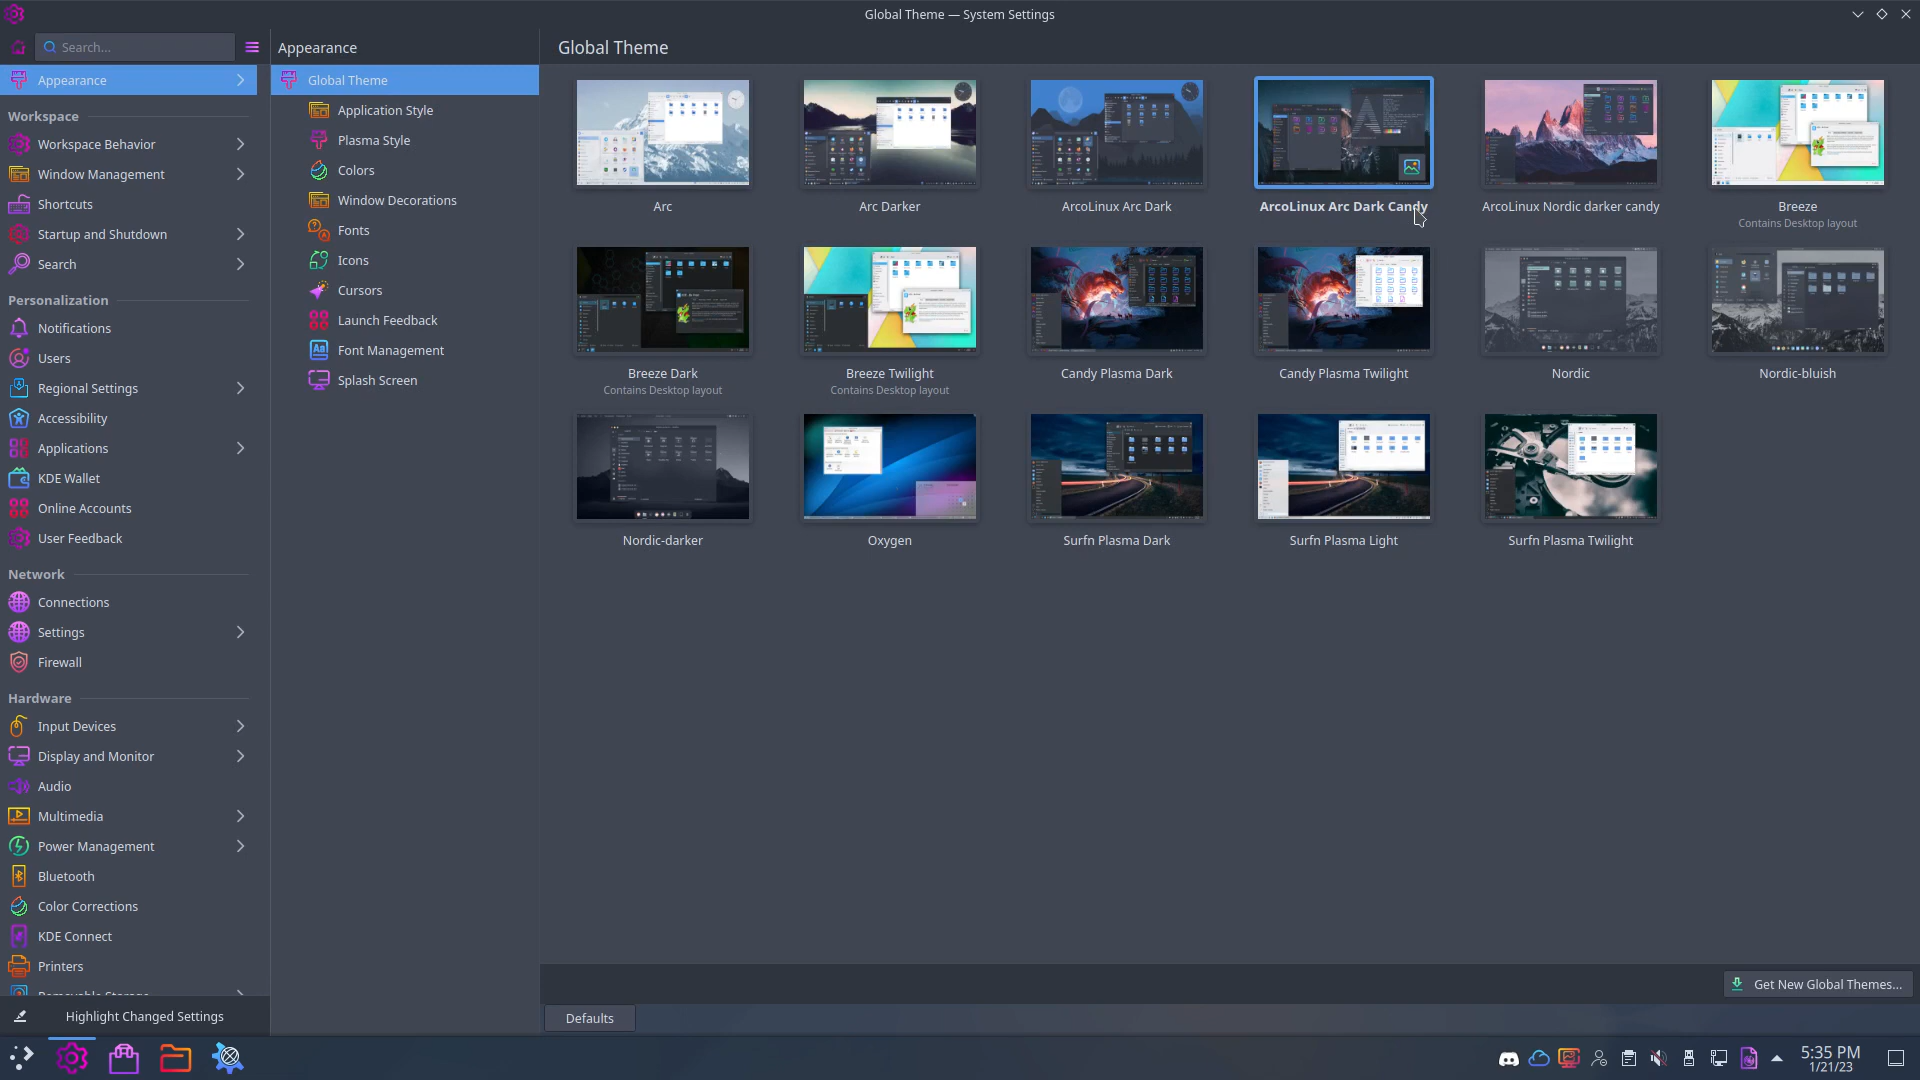 Global Theme — System Settings
Search...
Appearance
Workspace
Workspace Behavior
Window Management
Shortcuts
Startup and Shutdown
Search
Personalization
Notifications
Users
Regional Settings
Accessibility
Applications
KDE Wallet
Online Accounts
User Feedback
Network
Connections
Settings
Firewall
Hardware
Input Devices
Display and Monitor
Audio
Multimedia
Power Management
Bluetooth
Color Corrections
KDE Connect
Printers
Removable Storage
Highlight Changed Settings
Appearance
Global Theme
Application Style
Plasma Style
Colors
Window Decorations
Fonts
Icons
Cursors
Launch Feedback
Font Management
Splash Screen
Global Theme
Arc
Arc Darker
ArcoLinux Arc Dark
ArcoLinux Arc Dark Candy
ArcoLinux Nordic darker candy
Breeze
Contains Desktop layout
Breeze Dark
Contains Desktop layout
Breeze Twilight
Contains Desktop layout
Candy Plasma Dark
Candy Plasma Twilight
Nordic
Nordic-bluish
Nordic-darker
Oxygen
Surfn Plasma Dark
Surfn Plasma Light
Surfn Plasma Twilight
Get New Global Themes...
Defaults
5:35 PM
1/21/23